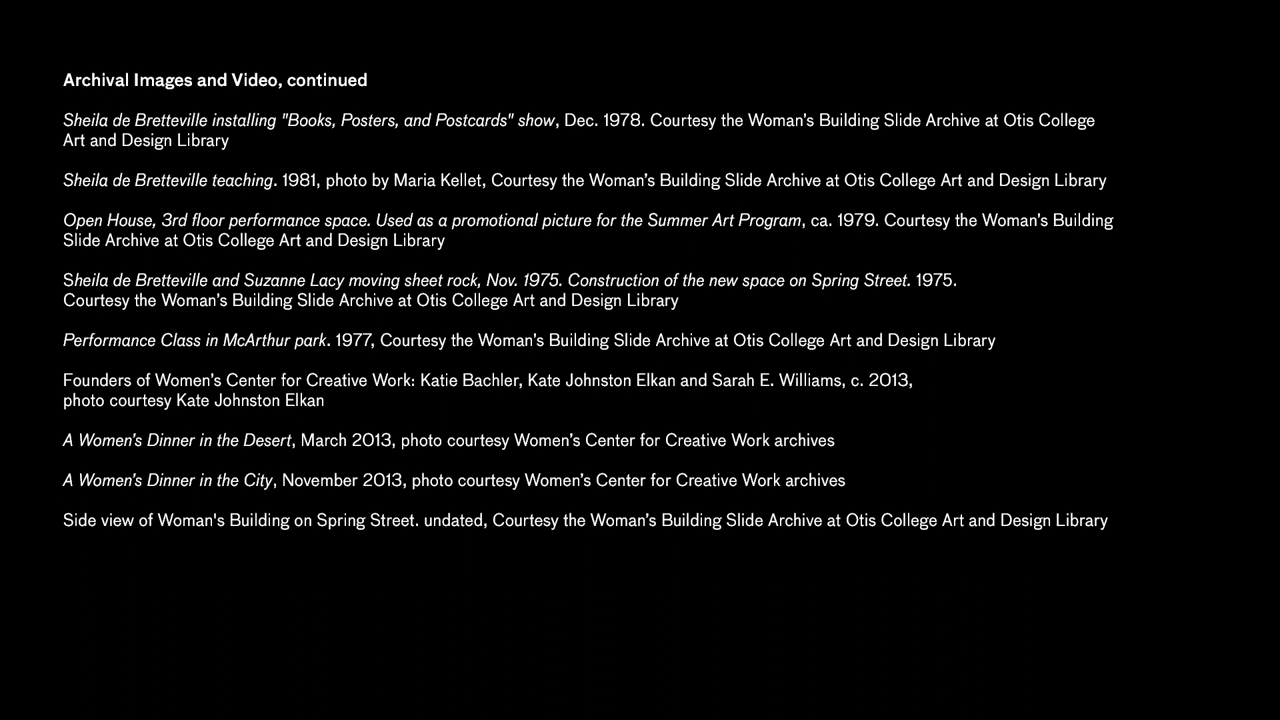 Archival Images and Video, continued
Sheila de Bretteville installing "Books, Posters, and Postcards" show, Dec. 1978. Courtesy the Woman’s Building Slide Archive at Otis College
Art and Design Library
Sheila de Bretteville teaching. 1981, photo by Maria Kellet, Courtesy the Woman’s Building Slide Archive at Otis College Art and Design Library
Open House, 3rd floor performance space. Used as a promotional picture for the Summer Art Program, ca. 1979. Courtesy the Woman’s Building
Slide Archive at Otis College Art and Design Library
Sheila de Bretteville and Suzanne Lacy moving sheet rock, Nov. 1975. Construction of the new space on Spring Street. 1975.
Courtesy the Woman’s Building Slide Archive at Otis College Art and Design Library
Performance Class in McArthur park. 1977, Courtesy the Woman’s Building Slide Archive at Otis College Art and Design Library
Founders of Women’s Center for Creative Work: Katie Bachler, Kate Johnston Elkan and Sarah E. Williams, c. 2013,
photo courtesy Kate Johnston Elkan
A Women’s Dinner in the Desert, March 2013, photo courtesy Women’s Center for Creative Work archives
A Women’s Dinner in the City, November 2013, photo courtesy Women’s Center for Creative Work archives
Side view of Woman's Building on Spring Street. undated, Courtesy the Woman’s Building Slide Archive at Otis College Art and Design Library